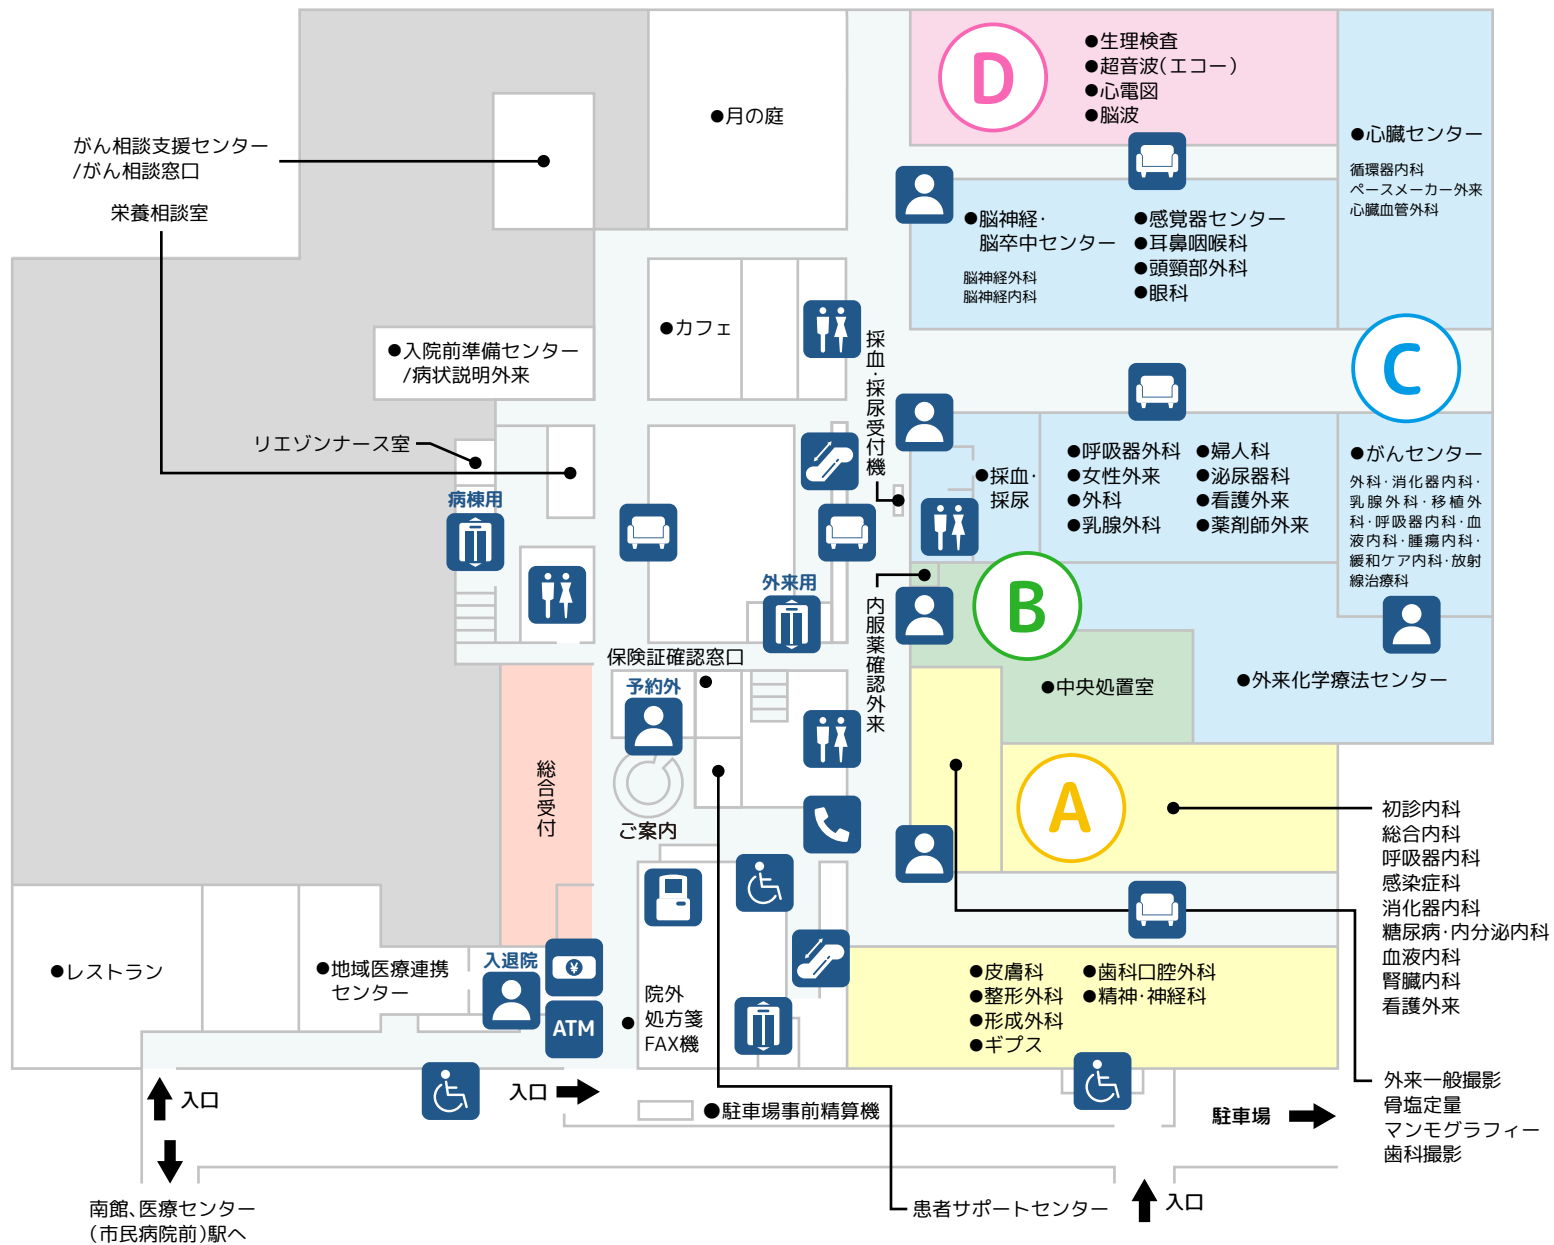 D
●生理検査
●超音波(エコー)
●心電図
●脳波
●月の庭
がん相談支援センター
/がん相談窓口
栄養相談室
●心臓センター
循環器内科
ペースメーカー外来
心臓血管外科
●脳神経・
脳卒中センター
脳神経外科
脳神経内科
●感覚器センター
●耳鼻咽喉科
●頭頸部外科
●眼科
●カフェ
●入院前準備センター
/病状説明外来
採血・採尿受付機
C
リエゾンナース室
●採血・
採尿
●呼吸器外科
●女性外来
●外科
●乳腺外科
●婦人科
●泌尿器科
●看護外来
●薬剤師外来
●がんセンター
外科・消化器内科・
乳腺外科・移植外
科・呼吸器内科・血
液内科・腫瘍内科・
緩和ケア内科・放射
線治療科
病棟用
外来用
内服薬確認外来
B
保険証確認窓口
予約外
●中央処置室
●外来化学療法センター
総合受付
ご案内
A
初診内科
総合内科
呼吸器内科
感染症科
消化器内科
糖尿病・内分泌内科
血液内科
腎臓内科
看護外来
●レストラン
●地域医療連携
センター
入退院
¥
ATM
●院外
処方箋
FAX機
●皮膚科
●整形外科
●形成外科
●ギプス
●歯科口腔外科
●精神・神経科
入口
入口
●駐車場事前精算機
駐車場
外来一般撮影
骨塩定量
マンモグラフィー
歯科撮影
南館、医療センター
(市民病院前)駅へ
患者サポートセンター
入口